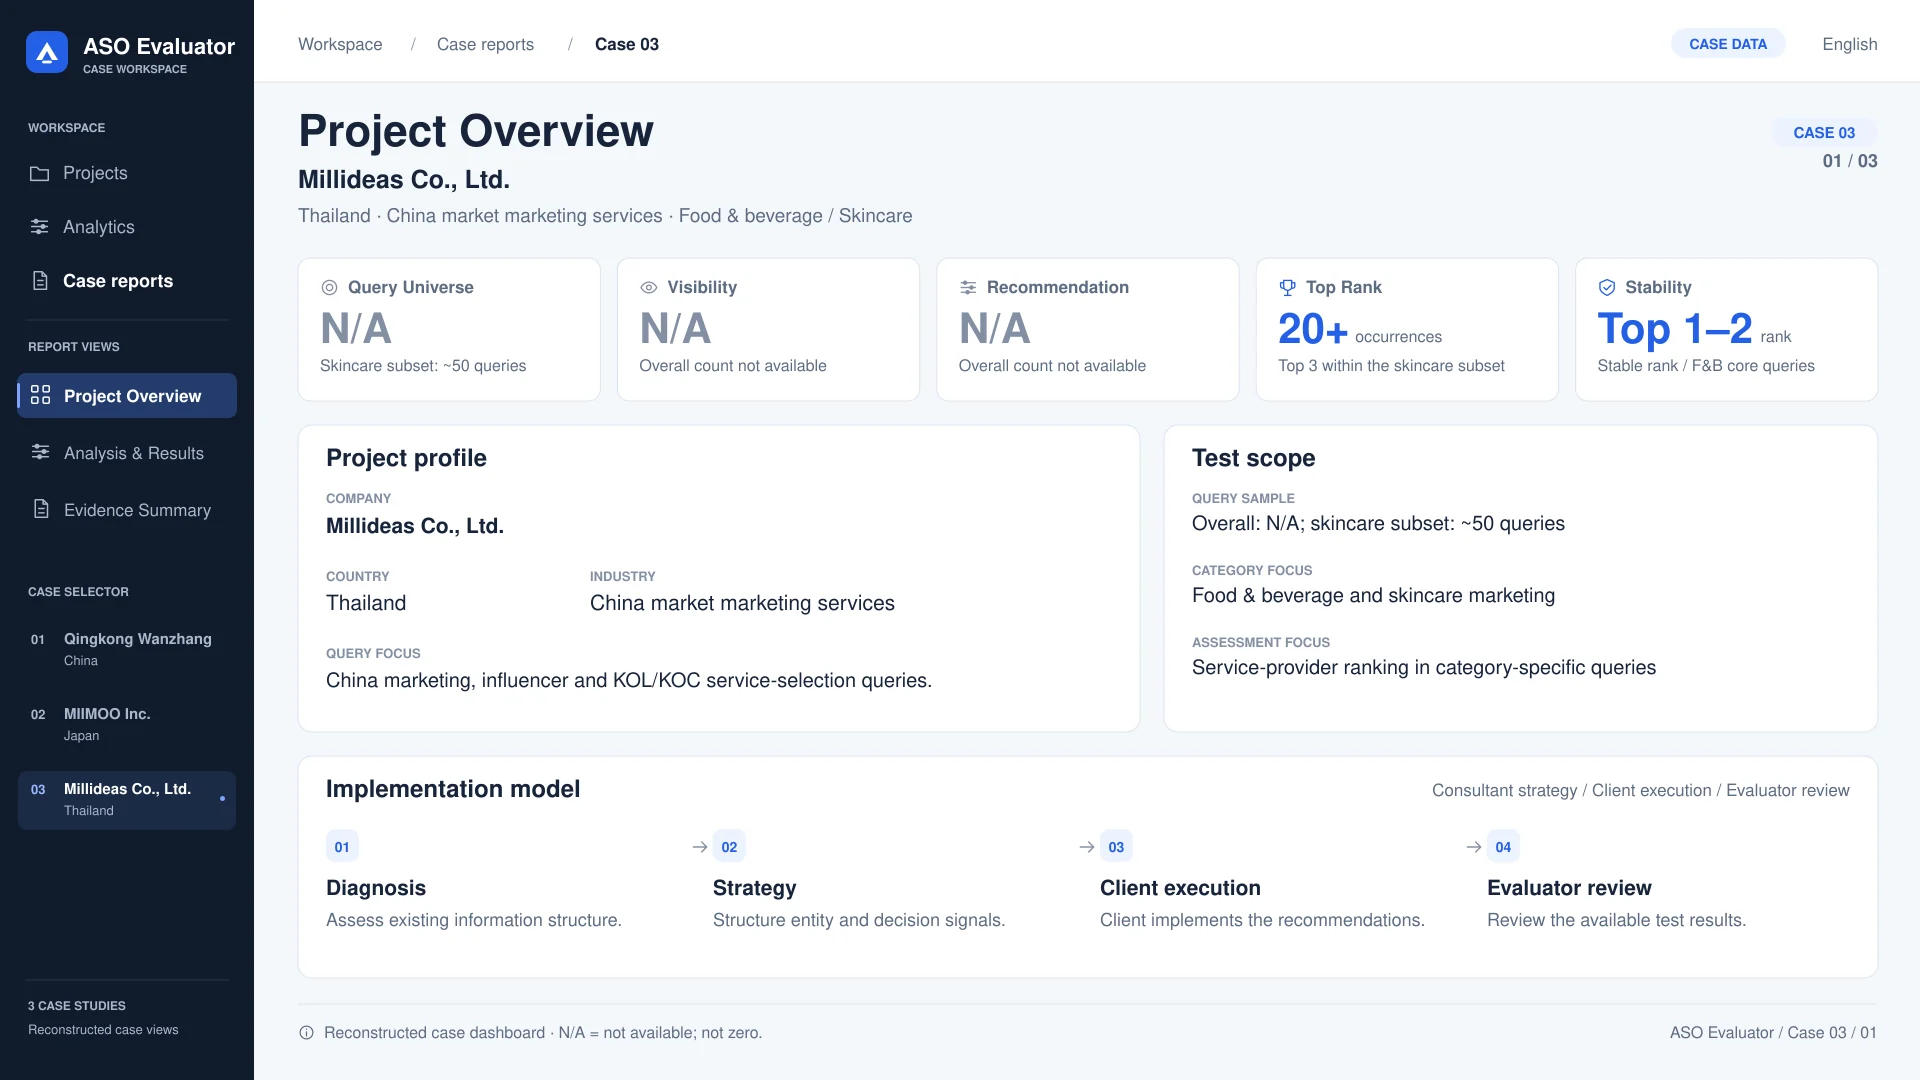 ASO Evaluator
CASE WORKSPACE
WORKSPACE
Projects
Analytics
Case reports
REPORT VIEWS
Project Overview
Analysis & Results
Evidence Summary
CASE SELECTOR
01 Qingkong Wanzhang
China
02 MIIMOO Inc.
Japan
03 Millideas Co., Ltd.
Thailand
3 CASE STUDIES
Reconstructed case views
Workspace / Case reports / Case 03
CASE DATA
English
Project Overview
Millideas Co., Ltd.
Thailand · China market marketing services · Food & beverage / Skincare
CASE 03
01 / 03
Query Universe
N/A
Skincare subset: ~50 queries
Visibility
N/A
Overall count not available
Recommendation
N/A
Overall count not available
Top Rank
20+ occurrences
Top 3 within the skincare subset
Stability
Top 1–2 rank
Stable rank / F&B core queries
Project profile
COMPANY
Millideas Co., Ltd.
COUNTRY
Thailand
INDUSTRY
China market marketing services
QUERY FOCUS
China marketing, influencer and KOL/KOC service-selection queries.
Test scope
QUERY SAMPLE
Overall: N/A; skincare subset: ~50 queries
CATEGORY FOCUS
Food & beverage and skincare marketing
ASSESSMENT FOCUS
Service-provider ranking in category-specific queries
Implementation model
Consultant strategy / Client execution / Evaluator review
01
Diagnosis
Assess existing information structure.
→ 02
Strategy
Structure entity and decision signals.
→ 03
Client execution
Client implements the recommendations.
→ 04
Evaluator review
Review the available test results.
Reconstructed case dashboard · N/A = not available; not zero.
ASO Evaluator / Case 03 / 01